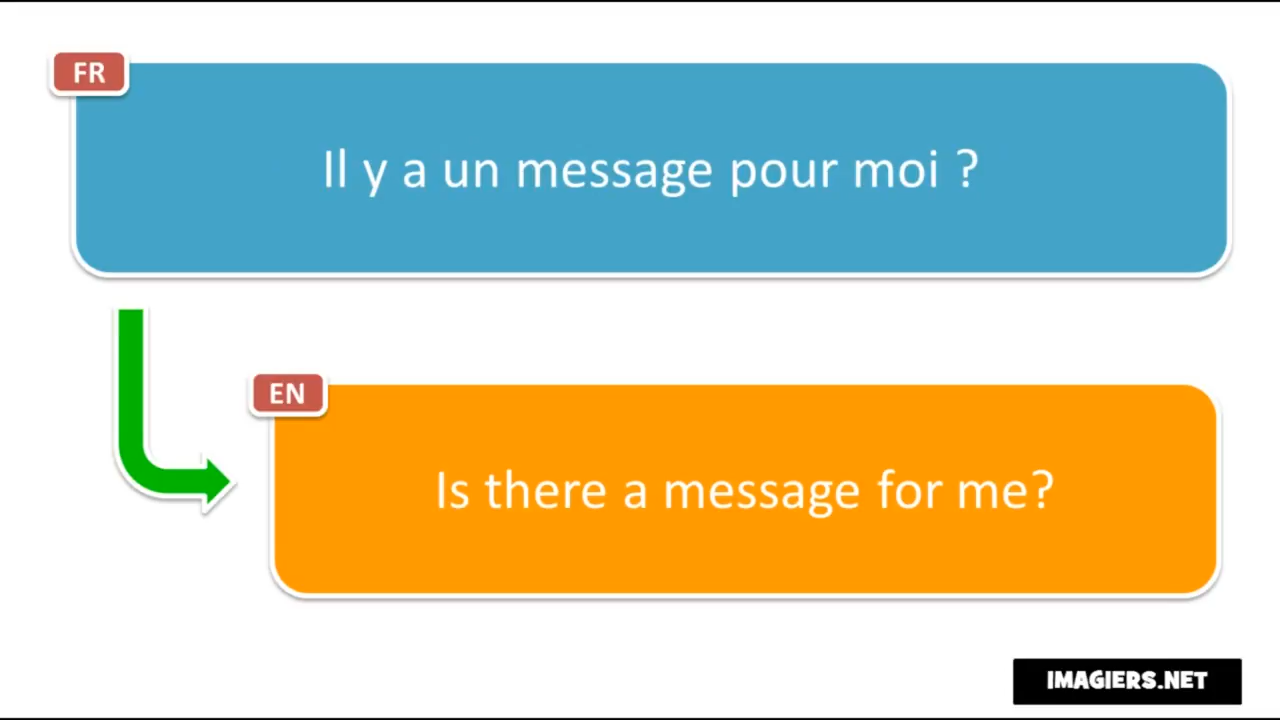 FR
Il y a un message pour moi ?
EN
Is there a message for me?
IMAGIERS.NET